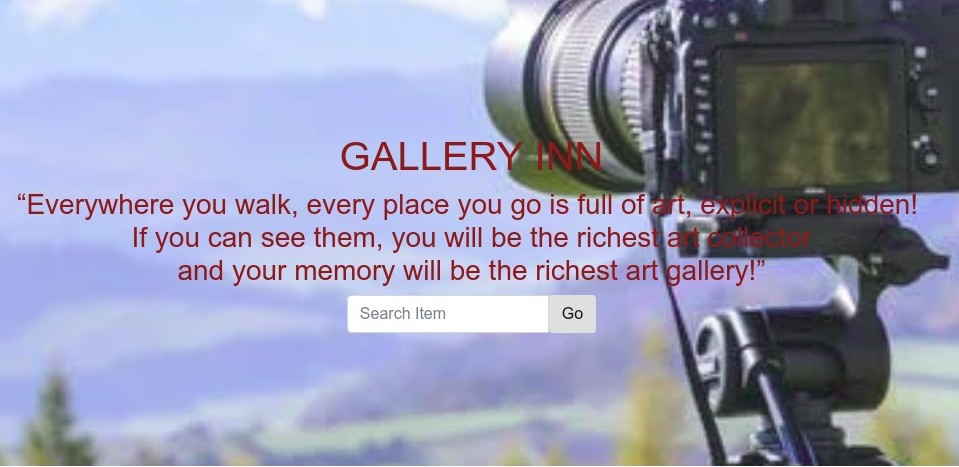 GALLERY INN
“Everywhere you walk, every place you go is full of art, explicit or hidden!
If you can see them, you will be the richest art collector
and your memory will be the richest art gallery!”
Search Item Go